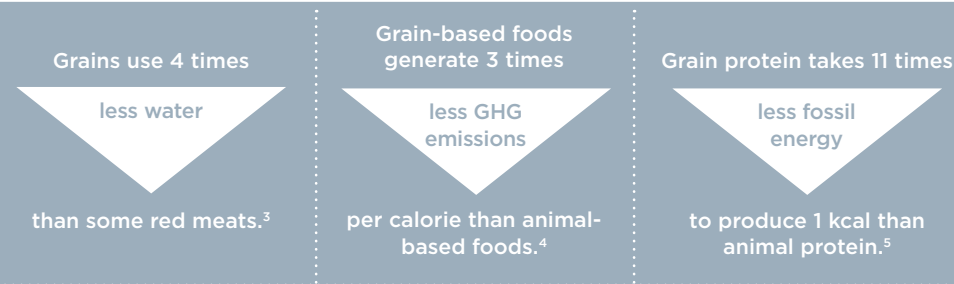 Grains use 4 times
less water
than some red meats.³
Grain-based foods
generate 3 times
less GHG
emissions
per calorie than animal-
based foods.⁴
Grain protein takes 11 times
less fossil
energy
to produce 1 kcal than
animal protein.⁵